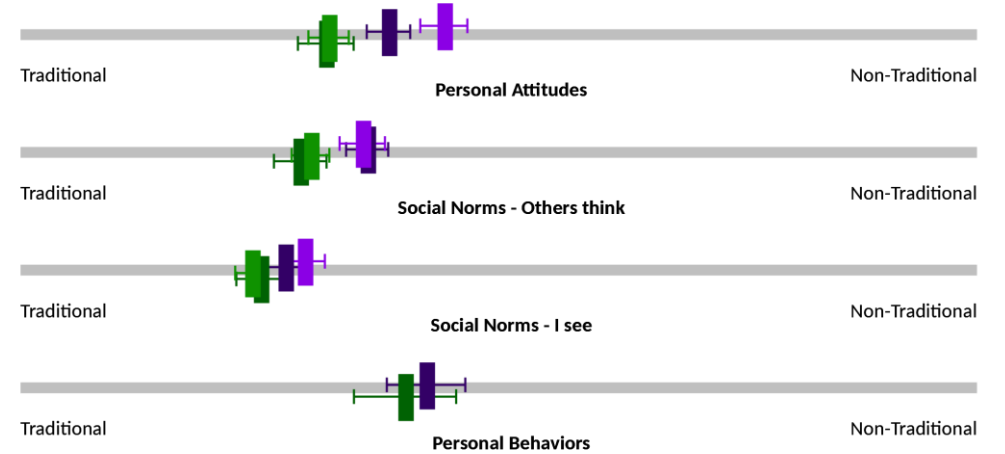 Traditional
Non-Traditional
Personal Attitudes
Traditional
Non-Traditional
Social Norms - Others think
Traditional
Non-Traditional
Social Norms - I see
Traditional
Non-Traditional
Personal Behaviors